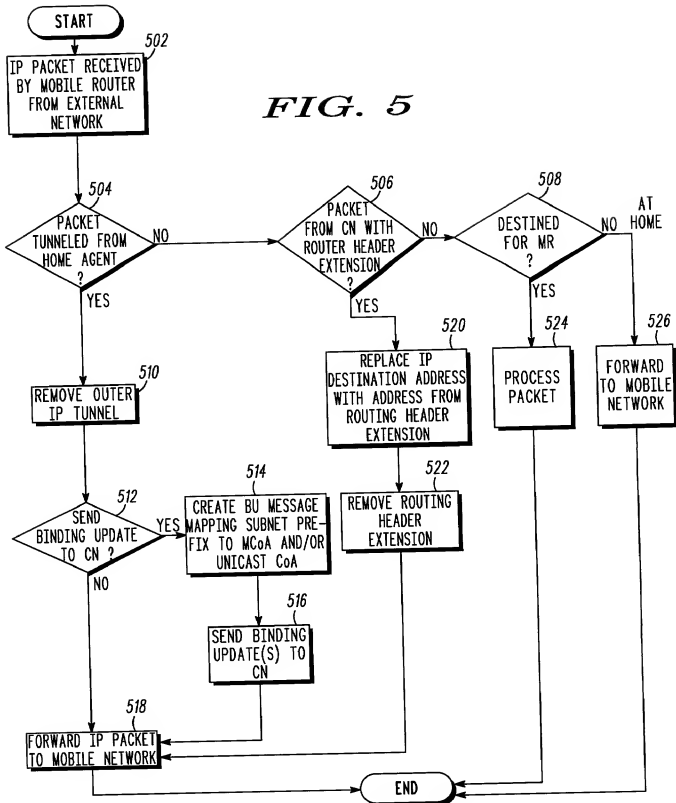 START
502
IP PACKET RECEIVED
BY MOBILE ROUTER
FROM EXTERNAL
NETWORK
FIG. 5
504
PACKET
TUNNELED FROM
HOME AGENT
?
NO
YES
506
PACKET
FROM CN WITH
ROUTER HEADER
EXTENSION
?
NO
YES
508
DESTINED
FOR MR
?
NO
AT
HOME
YES
510
REMOVE OUTER
IP TUNNEL
520
REPLACE IP
DESTINATION ADDRESS
WITH ADDRESS FROM
ROUTING HEADER
EXTENSION
524
PROCESS
PACKET
526
FORWARD
TO MOBILE
NETWORK
512
SEND
BINDING UPDATE
TO CN ?
YES
NO
514
CREATE BU MESSAGE
MAPPING SUBNET PRE-
FIX TO MCoA AND/OR
UNICAST CoA
522
REMOVE ROUTING
HEADER
EXTENSION
516
SEND BINDING
UPDATE(S) TO
CN
518
FORWARD IP PACKET
TO MOBILE NETWORK
END